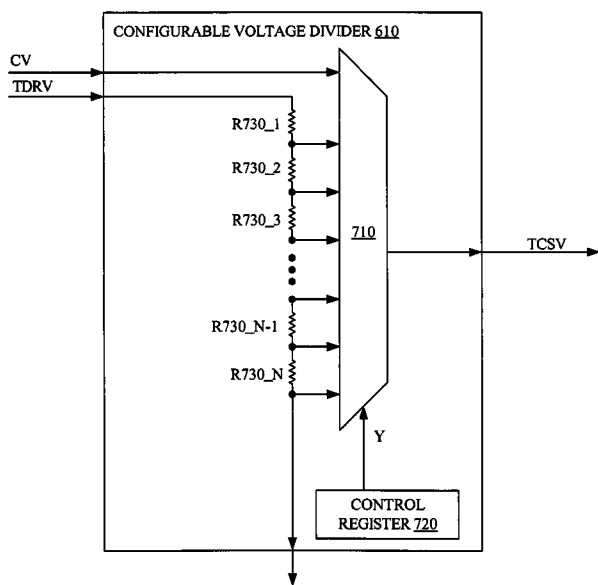 CONFIGURABLE VOLTAGE DIVIDER 610
CV
TDRV
R730_1
R730_2
R730_3
710
TCSV
R730_N-1
R730_N
Y
CONTROL
REGISTER 720